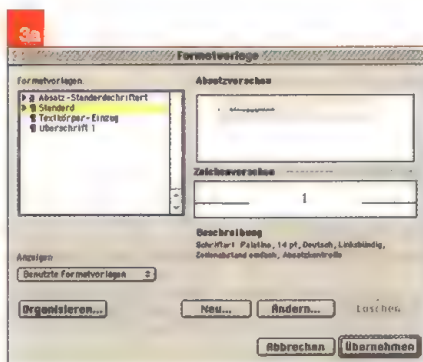 3a
Formatvorlage
Formatvorlagen
Absatz-Standardschriftart
Standard
Textkörper-Einzug
Überschrift 1
Absatzvorschau
Zeichenvorschau
1
Beschreibung
Schriftart: Palatino, 14 pt, Deutsch, Linksbündig,
Zeilenabstand einfach, Absatzkontrolle
Anzeigen
Benutzte Formatvorlagen
Organisieren...
Neu...
Ändern...
Löschen
Abbrechen
Übernehmen